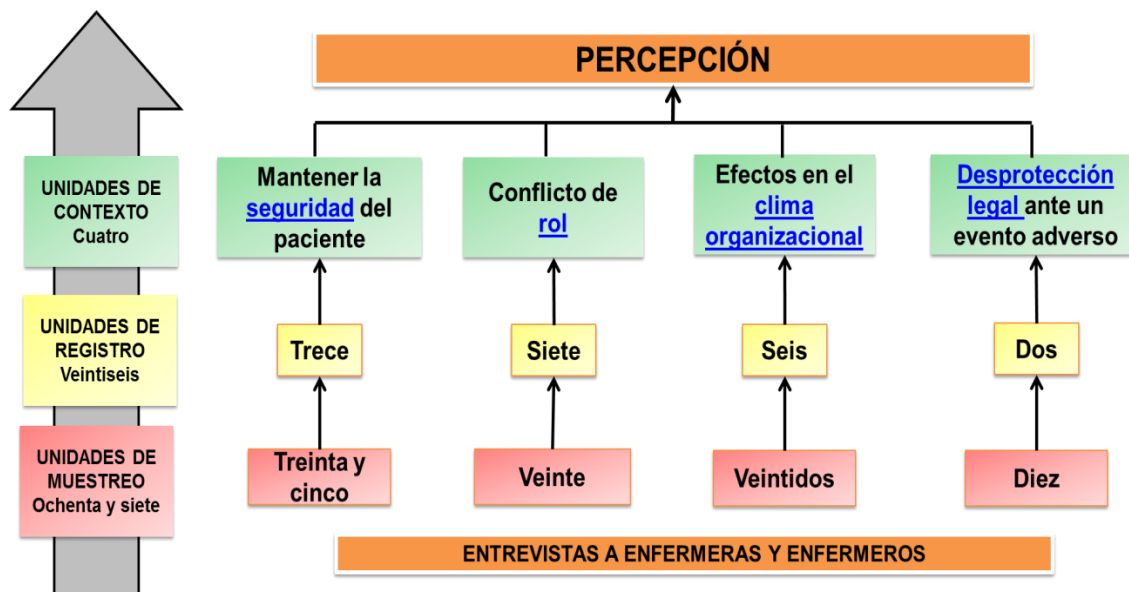 PERCEPCIÓN
UNIDADES DE
CONTEXTO
Cuatro
Mantener la
seguridad del
paciente
Conflicto de
rol
Efectos en el
clima
organizacional
Desprotección
legal ante un
evento adverso
UNIDADES DE
REGISTRO
Veintiseis
Trece
Siete
Seis
Dos
UNIDADES DE
MUESTREO
Ochenta y siete
Treinta y
cinco
Veinte
Veintidos
Diez
ENTREVISTAS A ENFERMERAS Y ENFERMEROS